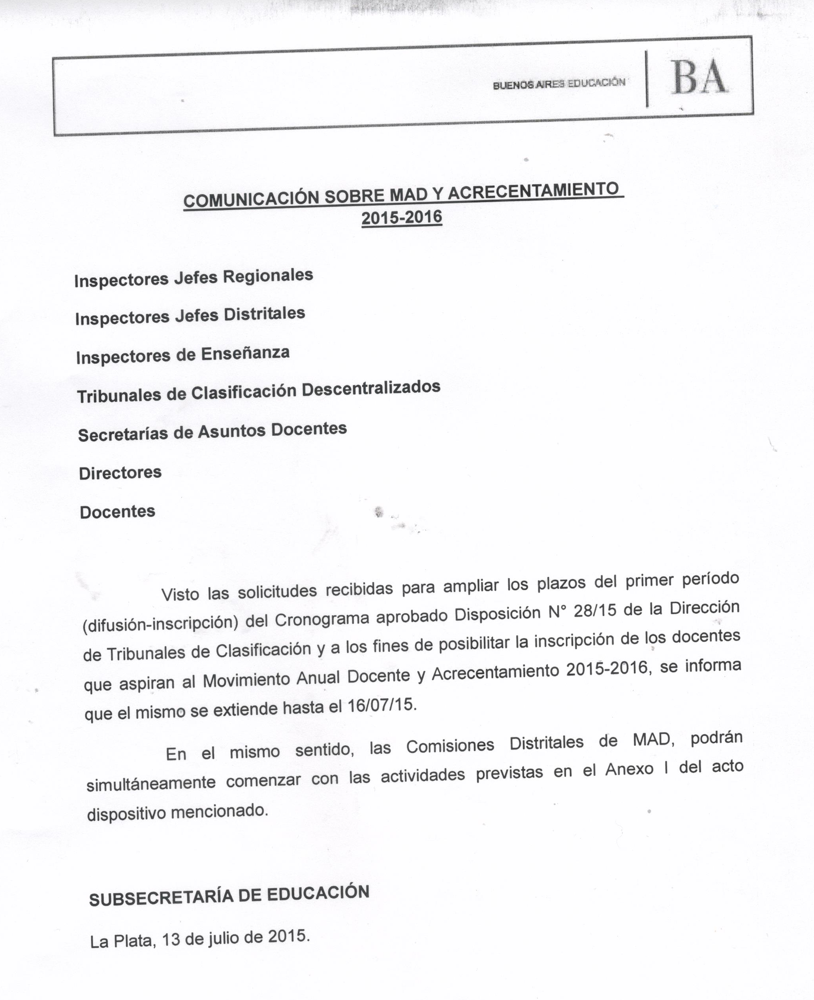 BUENOS AIRES EDUCACIÓN
BA
COMUNICACIÓN SOBRE MAD Y ACRECENTAMIENTO
2015-2016
Inspectores Jefes Regionales
Inspectores Jefes Distritales
Inspectores de Enseñanza
Tribunales de Clasificación Descentralizados
Secretarías de Asuntos Docentes
Directores
Docentes
Visto las solicitudes recibidas para ampliar los plazos del primer período
(difusión-inscripción) del Cronograma aprobado Disposición N° 28/15 de la Dirección
de Tribunales de Clasificación y a los fines de posibilitar la inscripción de los docentes
que aspiran al Movimiento Anual Docente y Acrecentamiento 2015-2016, se informa
que el mismo se extiende hasta el 16/07/15.
En el mismo sentido, las Comisiones Distritales de MAD, podrán
simultáneamente comenzar con las actividades previstas en el Anexo I del acto
dispositivo mencionado.
SUBSECRETARÍA DE EDUCACIÓN
La Plata, 13 de julio de 2015.